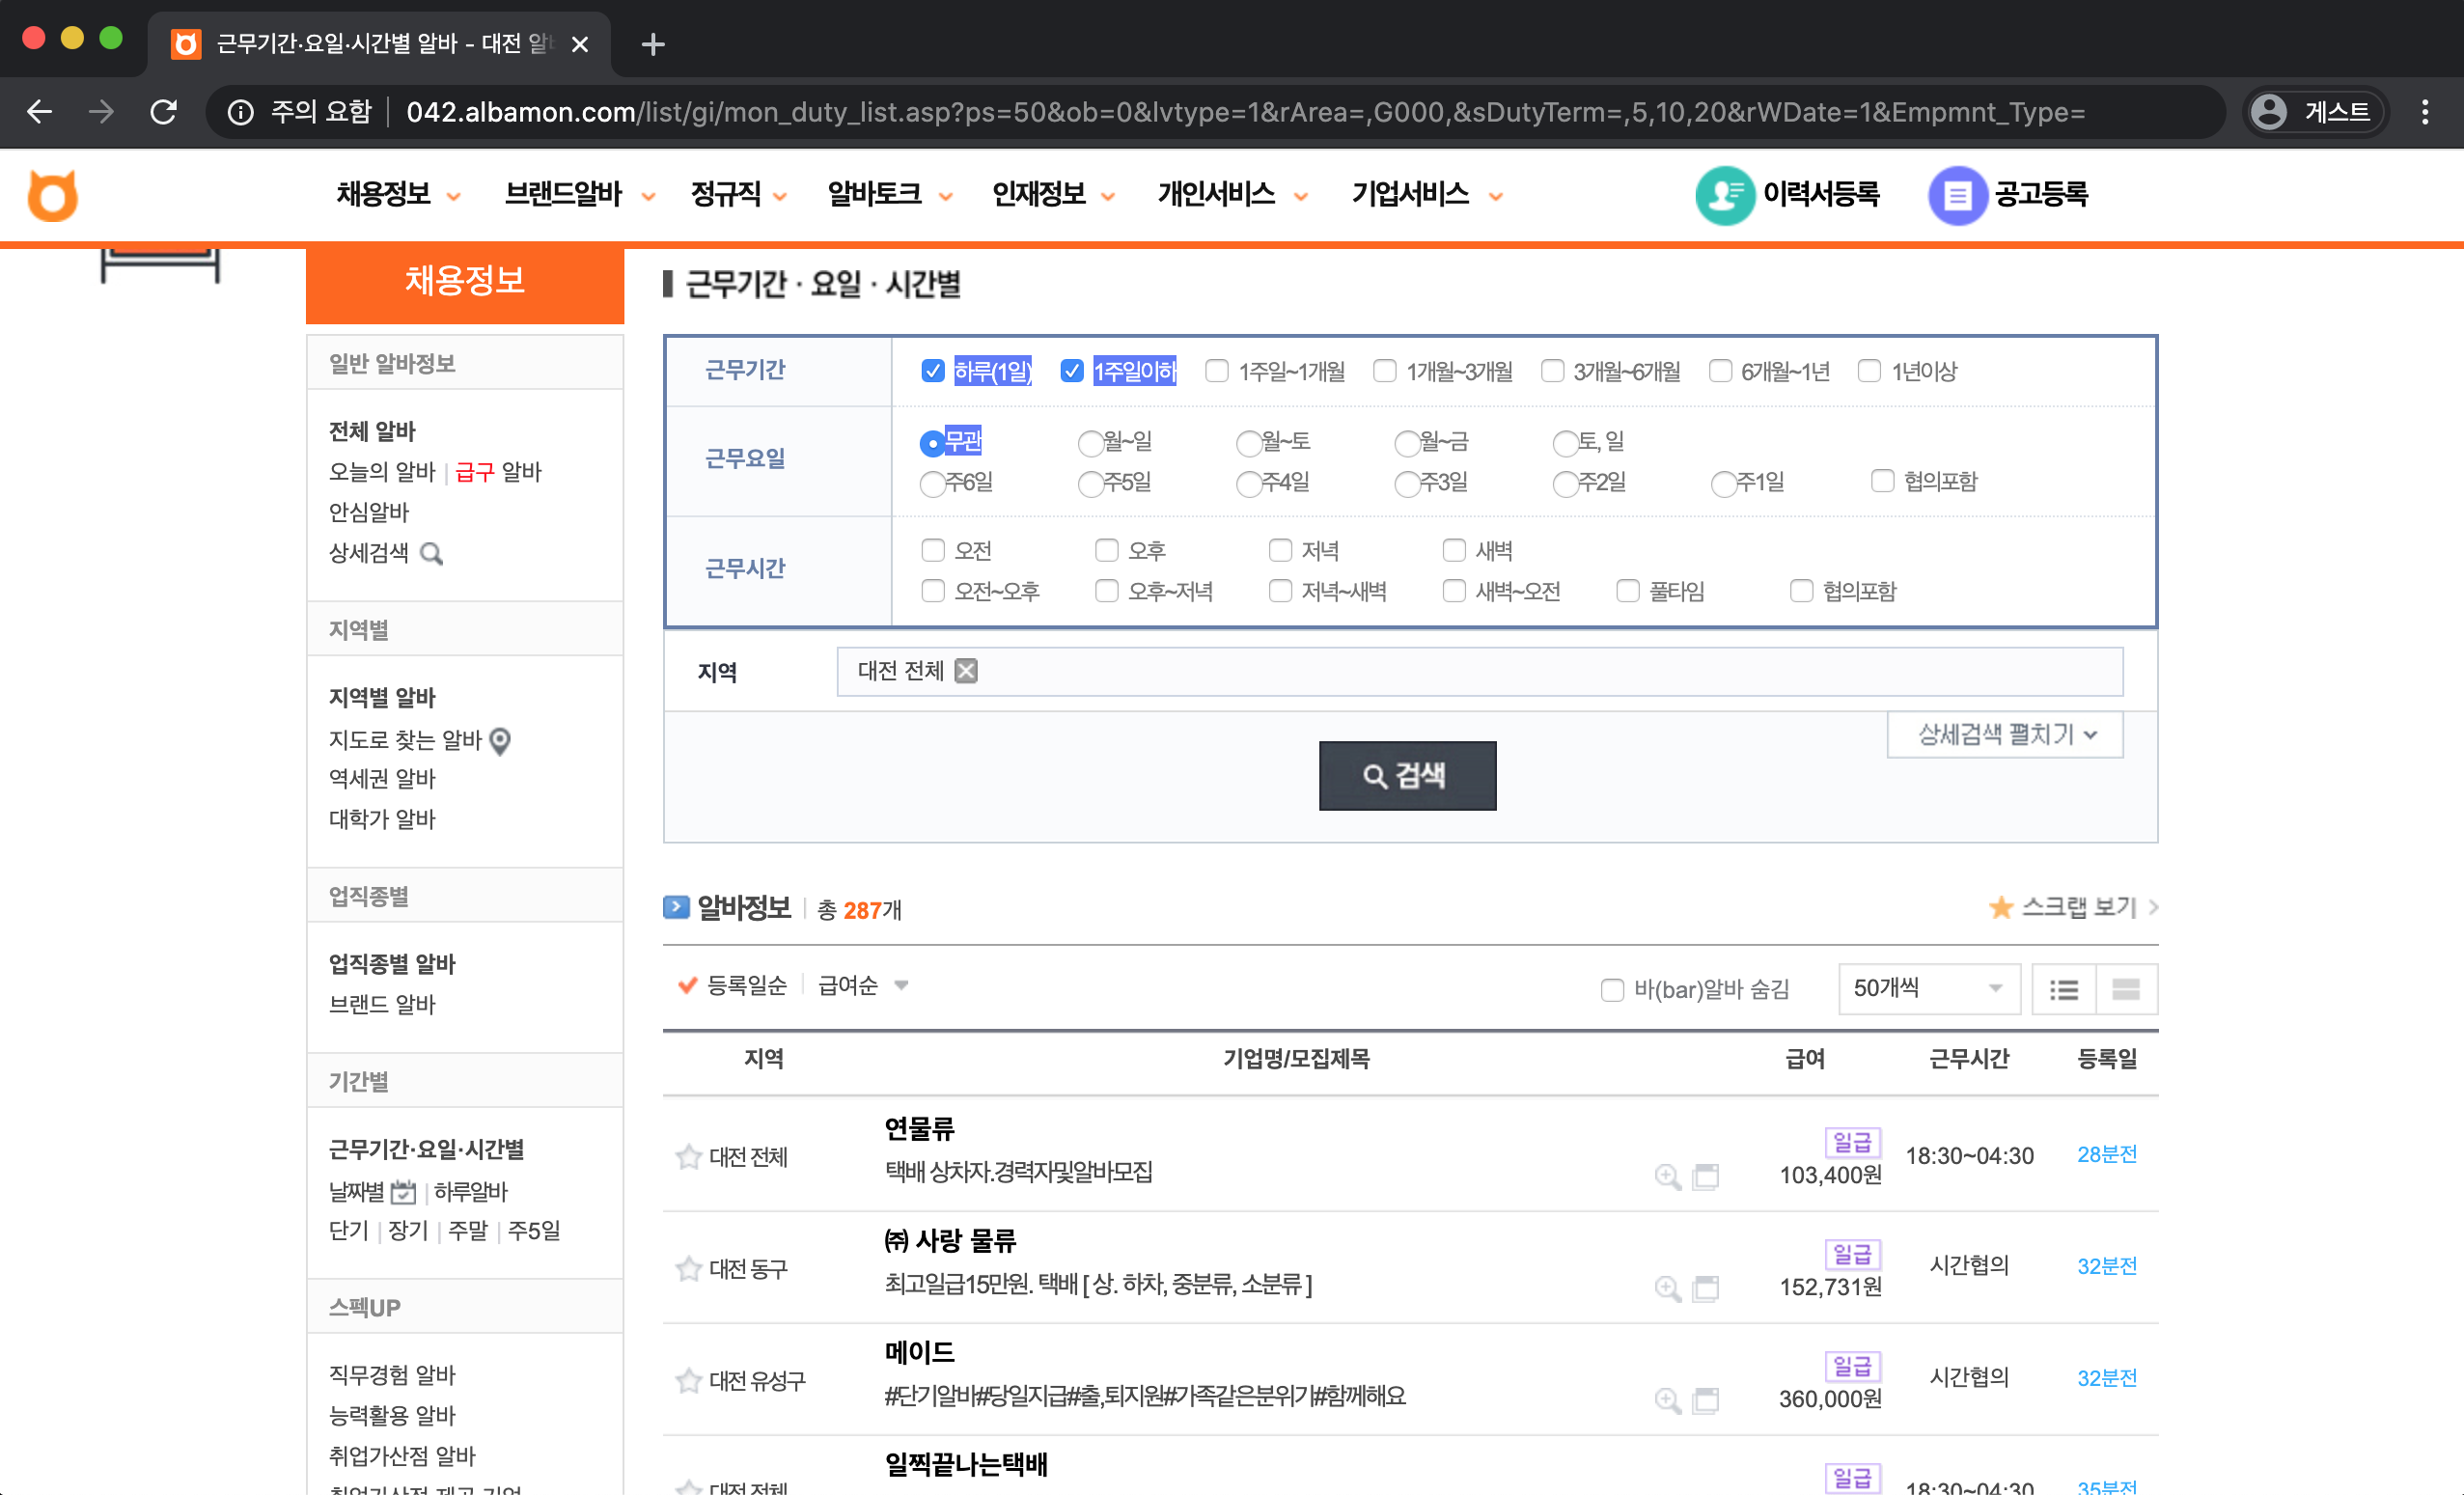 근무기간·요일·시간별 알바 - 대전 알
주의 요함 042.albamon.com/list/gi/mon_duty_list.asp?ps=50&ob=0&lvtype=1&rArea=,G000,&sDutyTerm=,5,10,20&rWDate=1&Empmnt_Type= 게스트
채용정보 브랜드알바 정규직 알바토크 인재정보 개인서비스 기업서비스 이력서등록 공고등록
채용정보
일반 알바정보
전체 알바
오늘의 알바 | 급구 알바
안심알바
상세검색
지역별
지역별 알바
지도로 찾는 알바
역세권 알바
대학가 알바
업직종별
업직종별 알바
브랜드 알바
기간별
근무기간·요일·시간별
날짜별 | 하루알바
단기 | 장기 | 주말 | 주5일
스펙UP
직무경험 알바
능력활용 알바
취업가산점 알바
취업가산점 제공 기업
근무기간 · 요일 · 시간별
근무기간 하루(1일) 1주일이하 1주일~1개월 1개월~3개월 3개월~6개월 6개월~1년 1년이상
근무요일 무관 월~일 월~토 월~금 토, 일
주6일 주5일 주4일 주3일 주2일 주1일 협의포함
근무시간 오전 오후 저녁 새벽
오전~오후 오후~저녁 저녁~새벽 새벽~오전 풀타임 협의포함
지역 대전 전체
상세검색 펼치기
검색
알바정보 | 총 287개 스크랩 보기
등록일순 | 급여순 바(bar)알바 숨김 50개씩
지역 기업명/모집제목 급여 근무시간 등록일
연물류
대전 전체 택배 상차자.경력자및알바모집 일급 103,400원 18:30~04:30 28분전
㈜ 사랑 물류
대전 동구 최고일급15만원. 택배 [ 상. 하차, 중분류, 소분류 ] 일급 152,731원 시간협의 32분전
메이드
대전 유성구 #단기알바#당일지급#출,퇴지원#가족같은분위기#함께해요 일급 360,000원 시간협의 32분전
일찍끝나는택배
대전 전체 일급 18:30~04:30 35분전